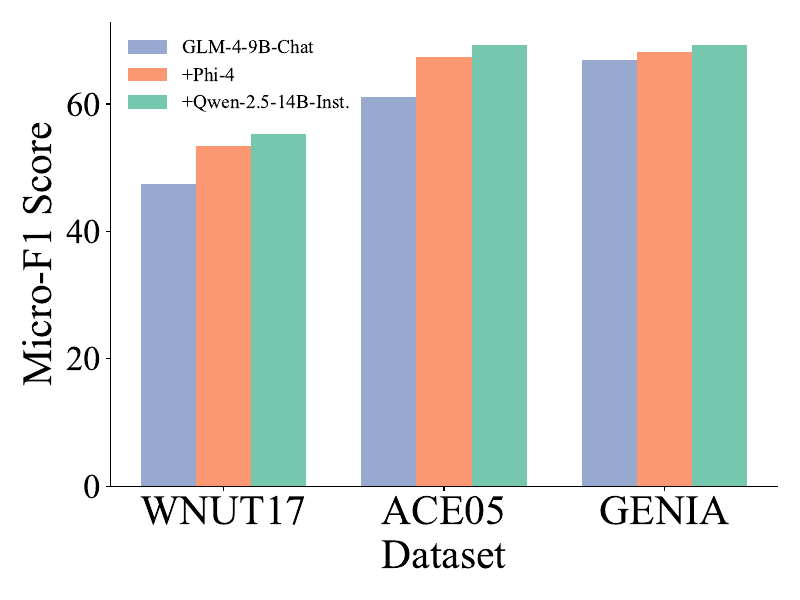 GLM-4-9B-Chat
+Phi-4
+Qwen-2.5-14B-Inst.
Micro-F1 Score
60
40
20
0
WNUT17 ACE05 GENIA
Dataset